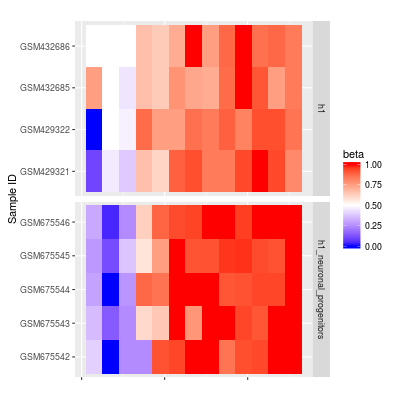 GSM432686
GSM432685
GSM429322
GSM429321
h1
GSM675546
GSM675545
GSM675544
GSM675543
GSM675542
h1_neuronal_progenitors
Sample ID
beta
1.00
0.75
0.50
0.25
0.00